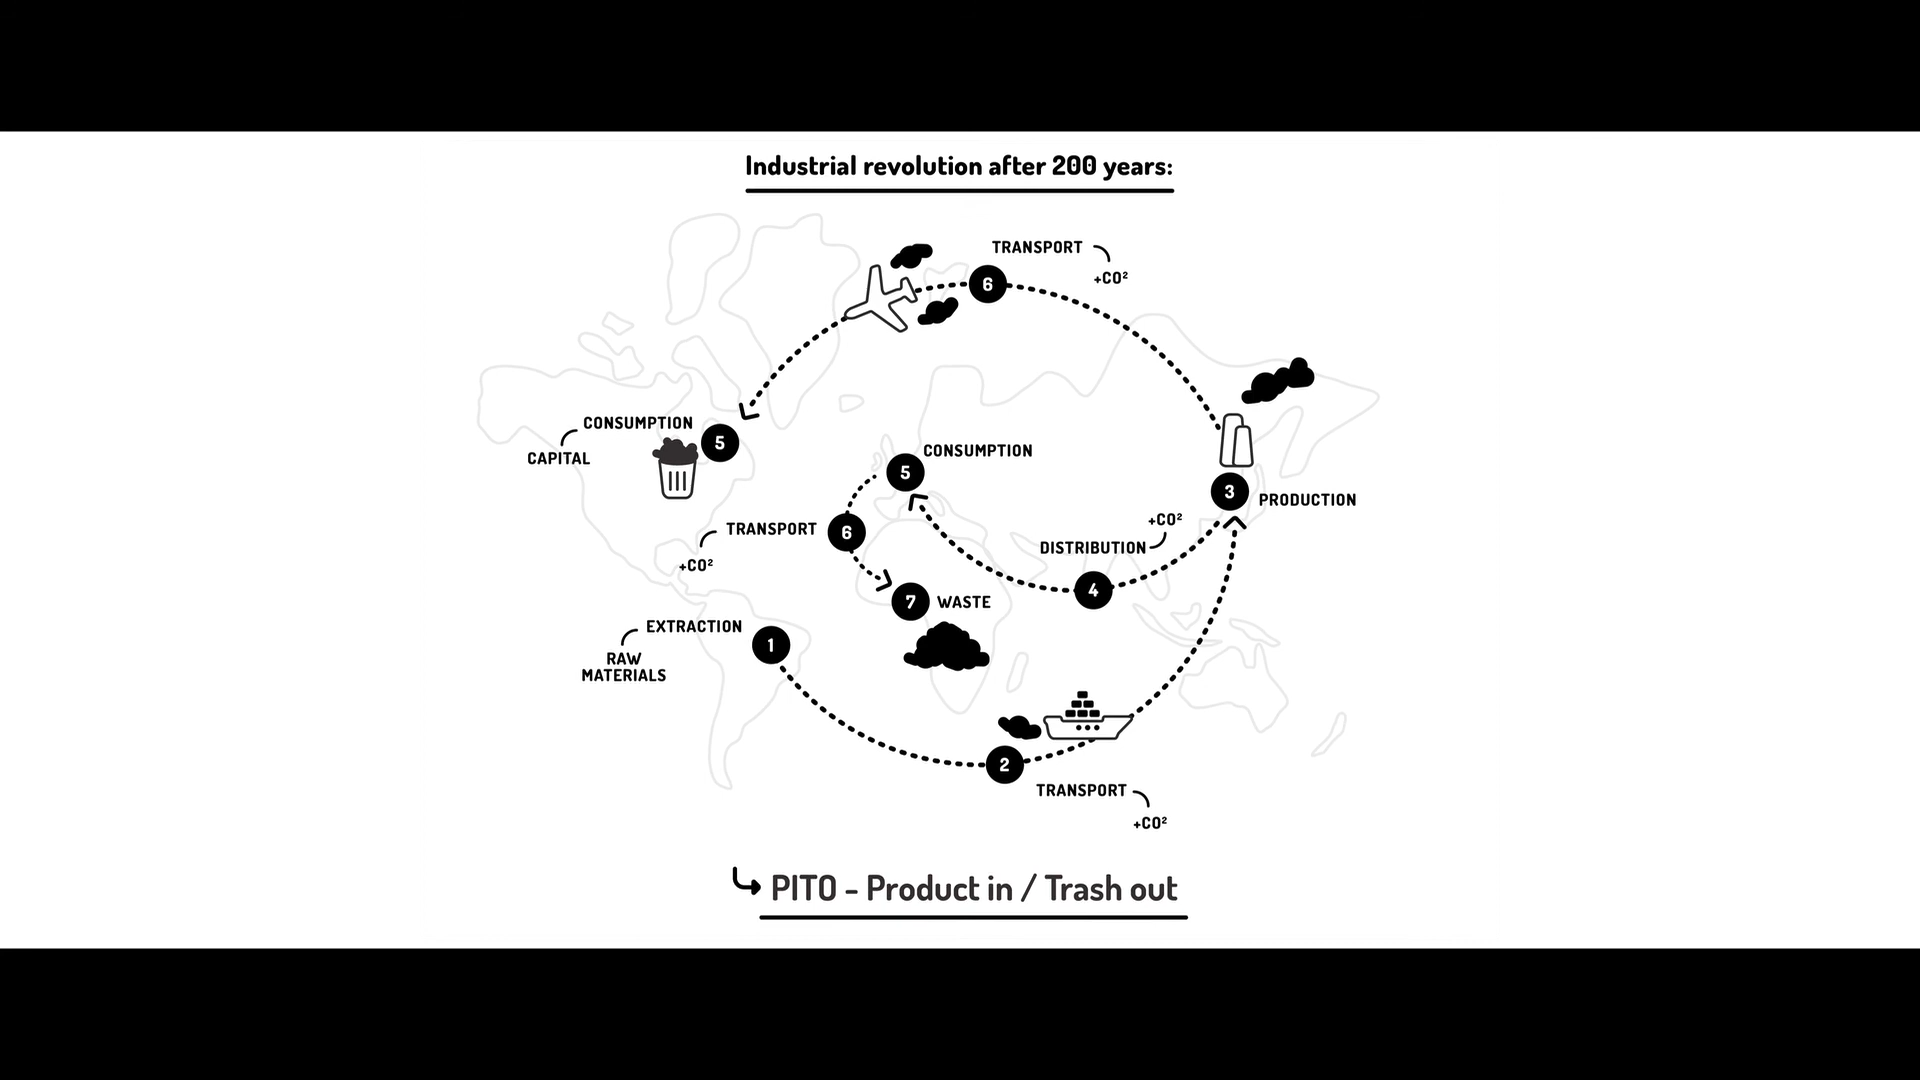 Industrial revolution after 200 years:
TRANSPORT
+CO²
6
CONSUMPTION
CAPITAL
5
CONSUMPTION
5
3
PRODUCTION
TRANSPORT
+CO²
6
+CO²
DISTRIBUTION
4
7
WASTE
EXTRACTION
RAW
MATERIALS
1
2
TRANSPORT
+CO²
PITO - Product in / Trash out